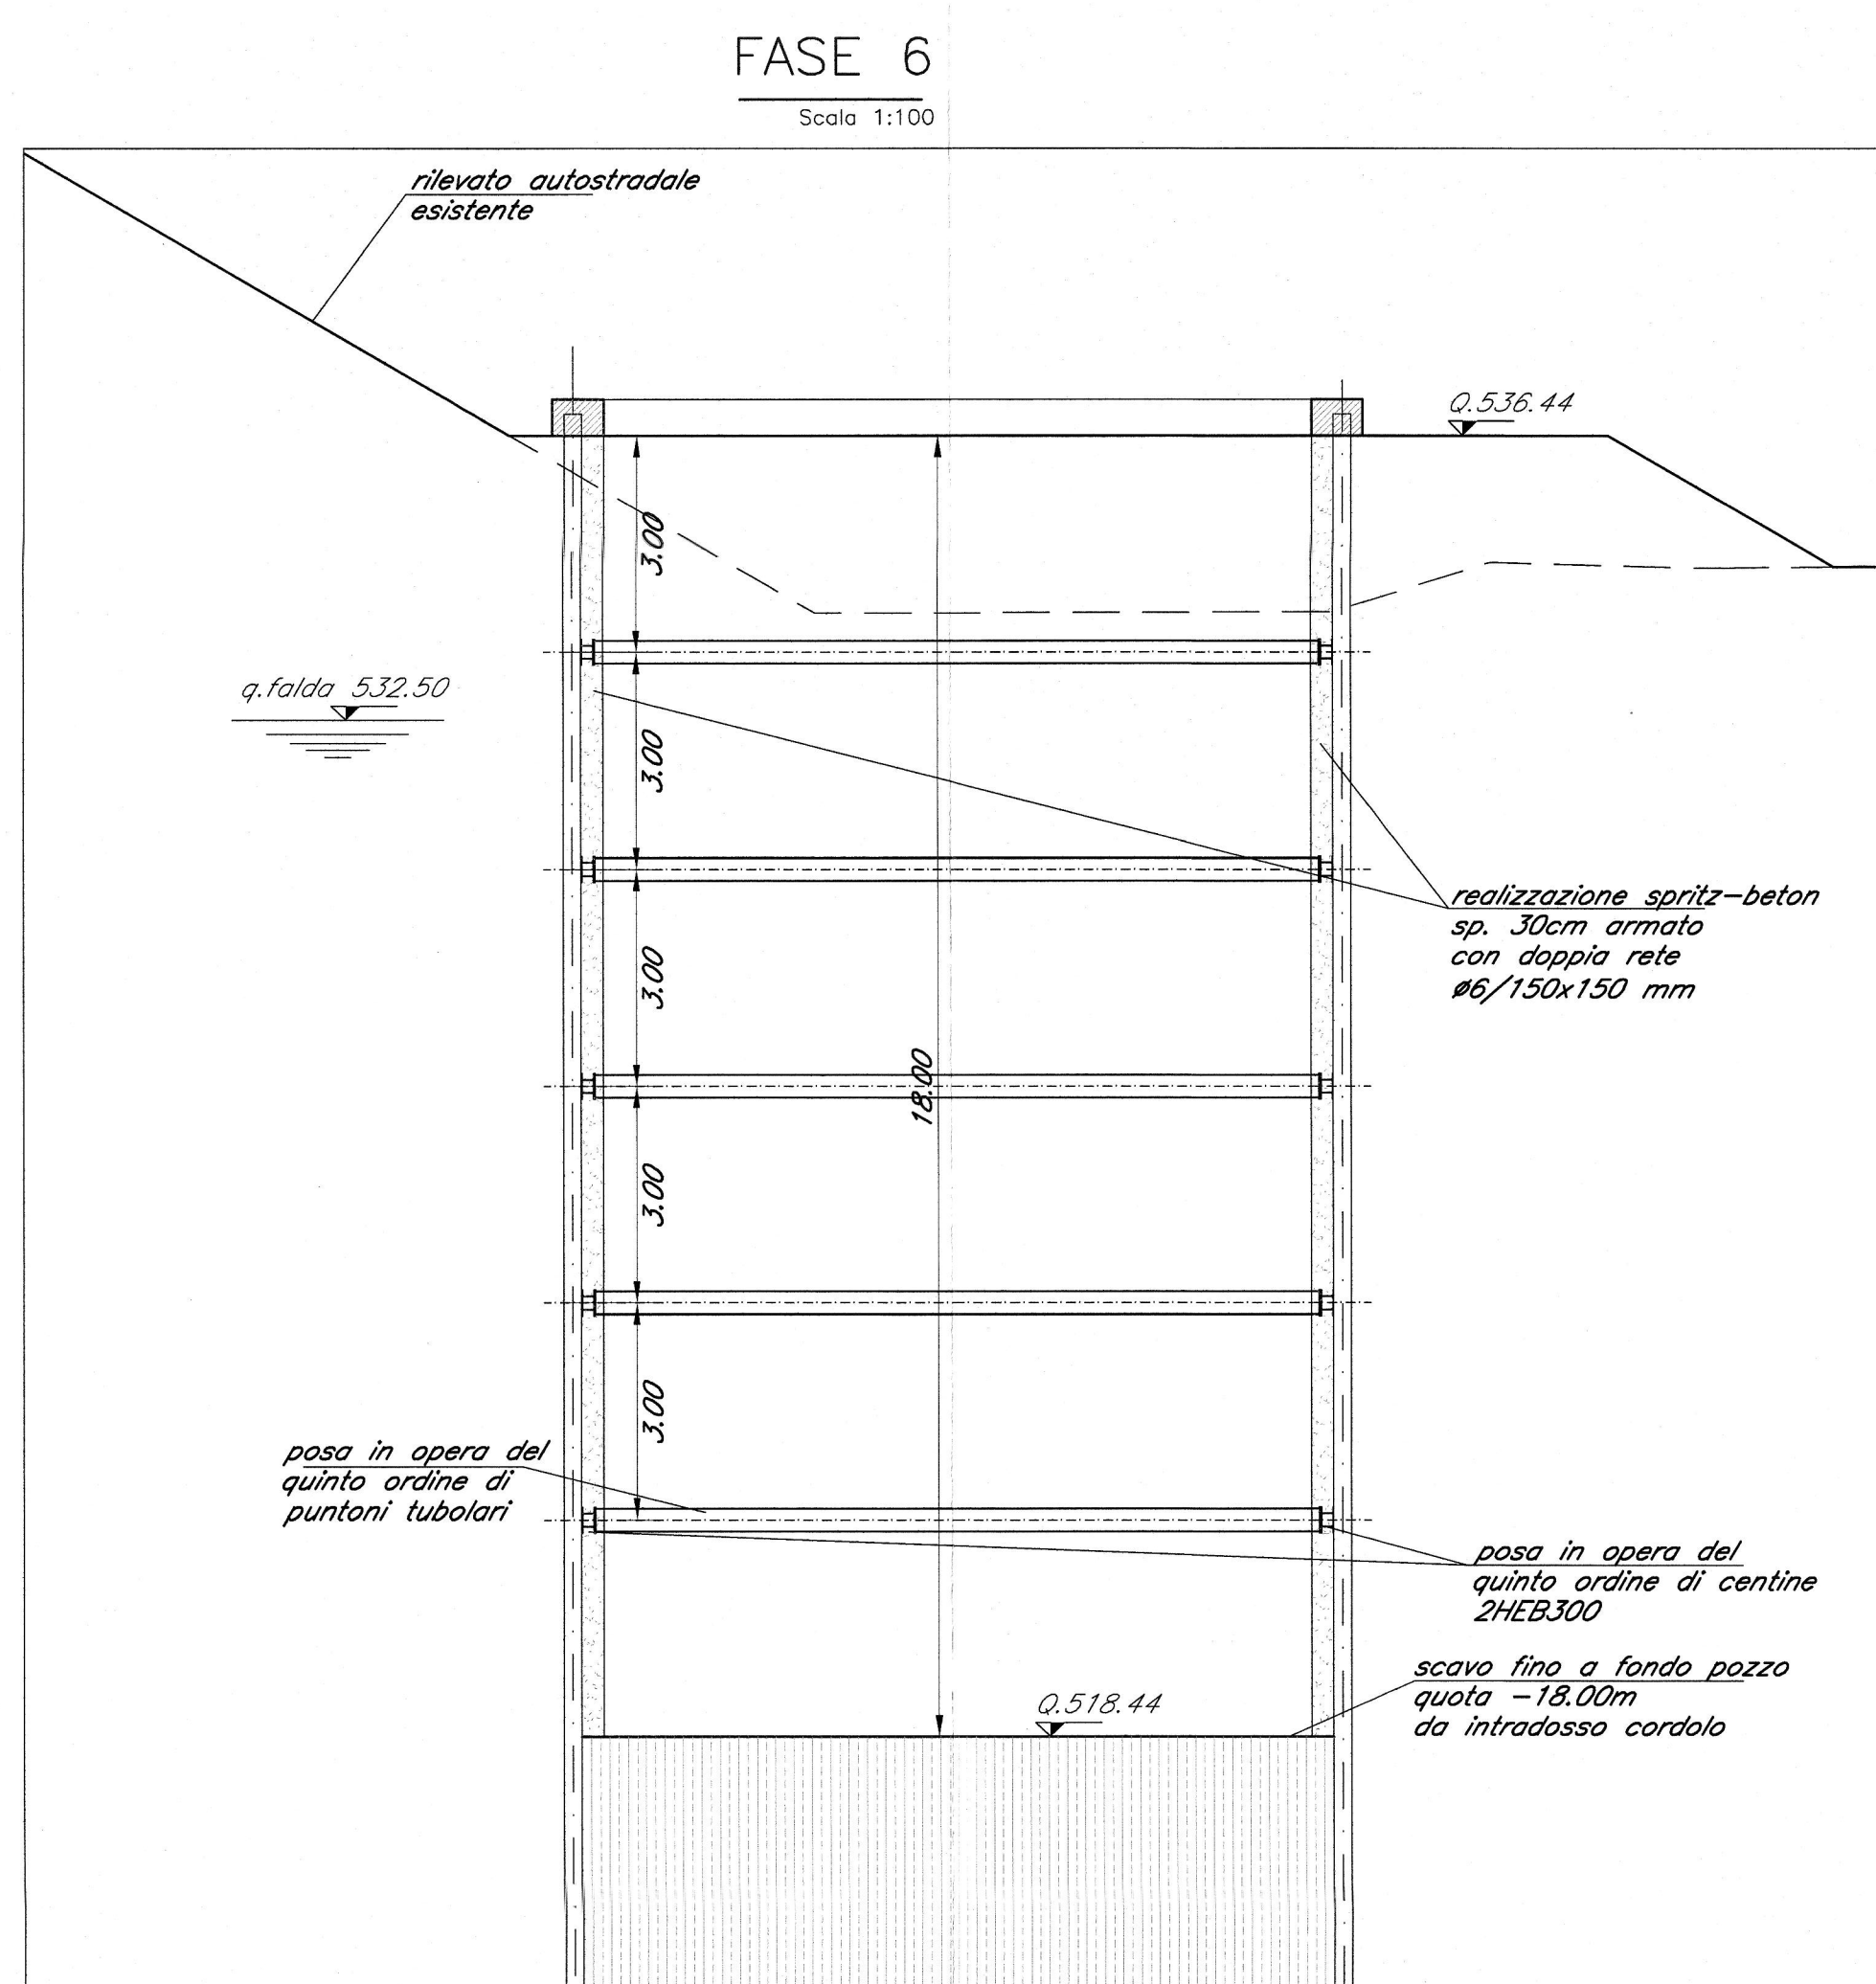 FASE 6
Scala 1:100
rilevato autostradale
esistente
Q.536.44
3.00
q.falda 532.50
3.00
realizzazione spritz-beton
sp. 30cm armato
con doppia rete
ø6/150x150 mm
3.00
18.00
3.00
3.00
posa in opera del
quinto ordine di
puntoni tubolari
posa in opera del
quinto ordine di centine
2HEB300
scavo fino a fondo pozzo
quota -18.00m
da intradosso cordolo
Q.518.44